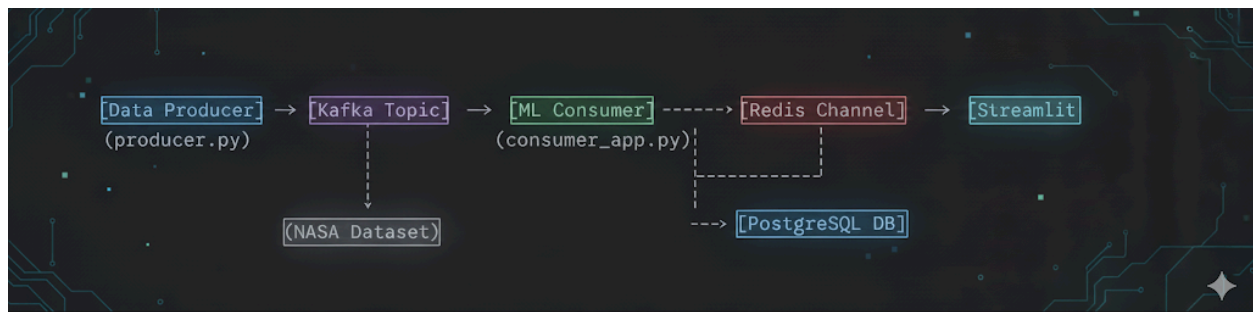 [Data Producer]
[Kafka Topic]
[ML Consumer]
[Redis Channel]
[Streamlit
(producer.py)
(consumer_app.py)
(NASA Dataset)
[PostgreSQL DB]